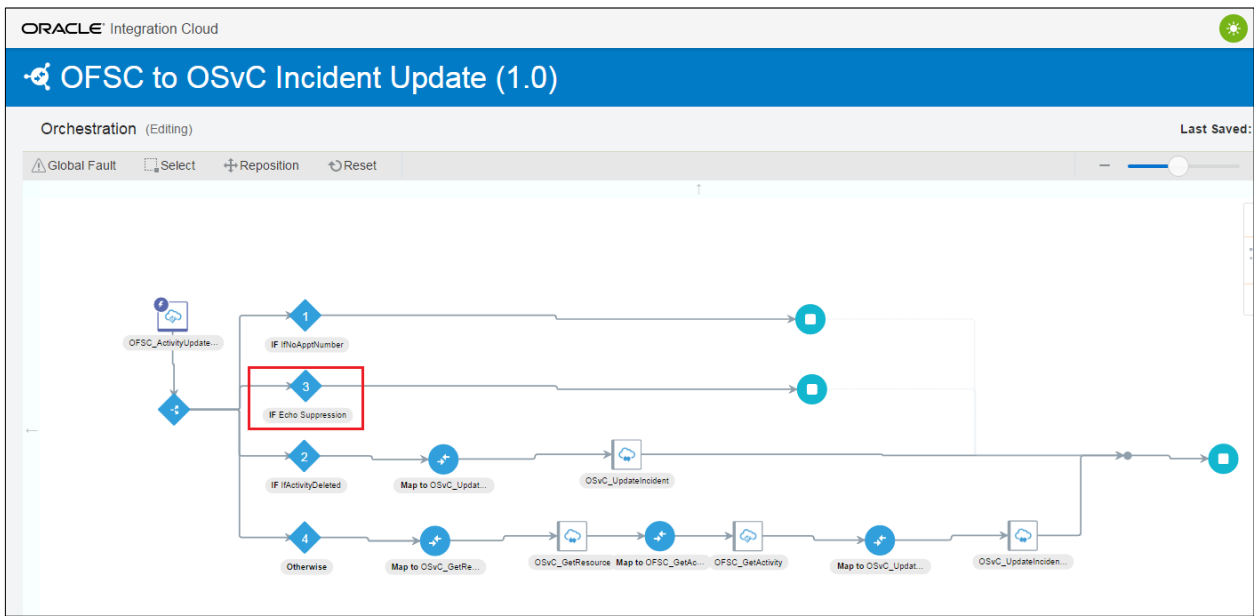 ORACLE® Integration Cloud
OFSC to OSvC Incident Update (1.0)
Orchestration (Editing)
Last Saved:
Global Fault Select Reposition Reset
1
OFSC_ActivityUpdate...
IF IfNoApptNumber
3
IF Echo Suppression
2
IF IfActivityDeleted
Map to OSvC_Updat...
OSvC_UpdateIncident
4
Otherwise
Map to OSvC_GetRe...
OSvC_GetResource
Map to OFSC_GetAc...
OFSC_GetActivity
Map to OSvC_Updat...
OSvC_UpdateInciden...